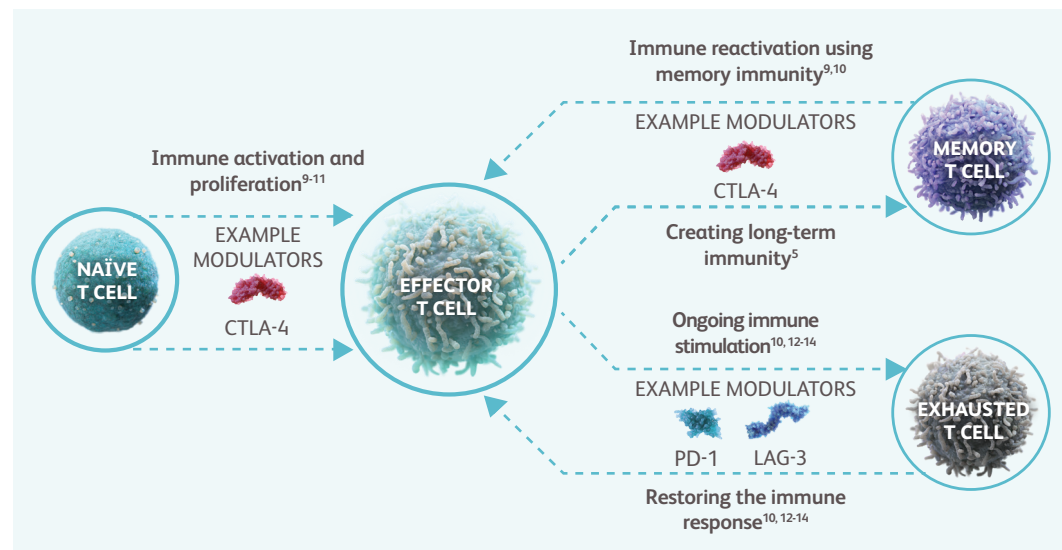 Immune activation and
proliferation9-11
NAÏVE
T CELL
EXAMPLE
MODULATORS
CTLA-4
EFFECTOR
T CELL
Immune reactivation using
memory immunity9,10
EXAMPLE MODULATORS
CTLA-4
MEMORY
T CELL
Creating long-term
immunity5
Ongoing immune
stimulation10, 12-14
EXAMPLE MODULATORS
PD-1
LAG-3
EXHAUSTED
T CELL
Restoring the immune
response10, 12-14